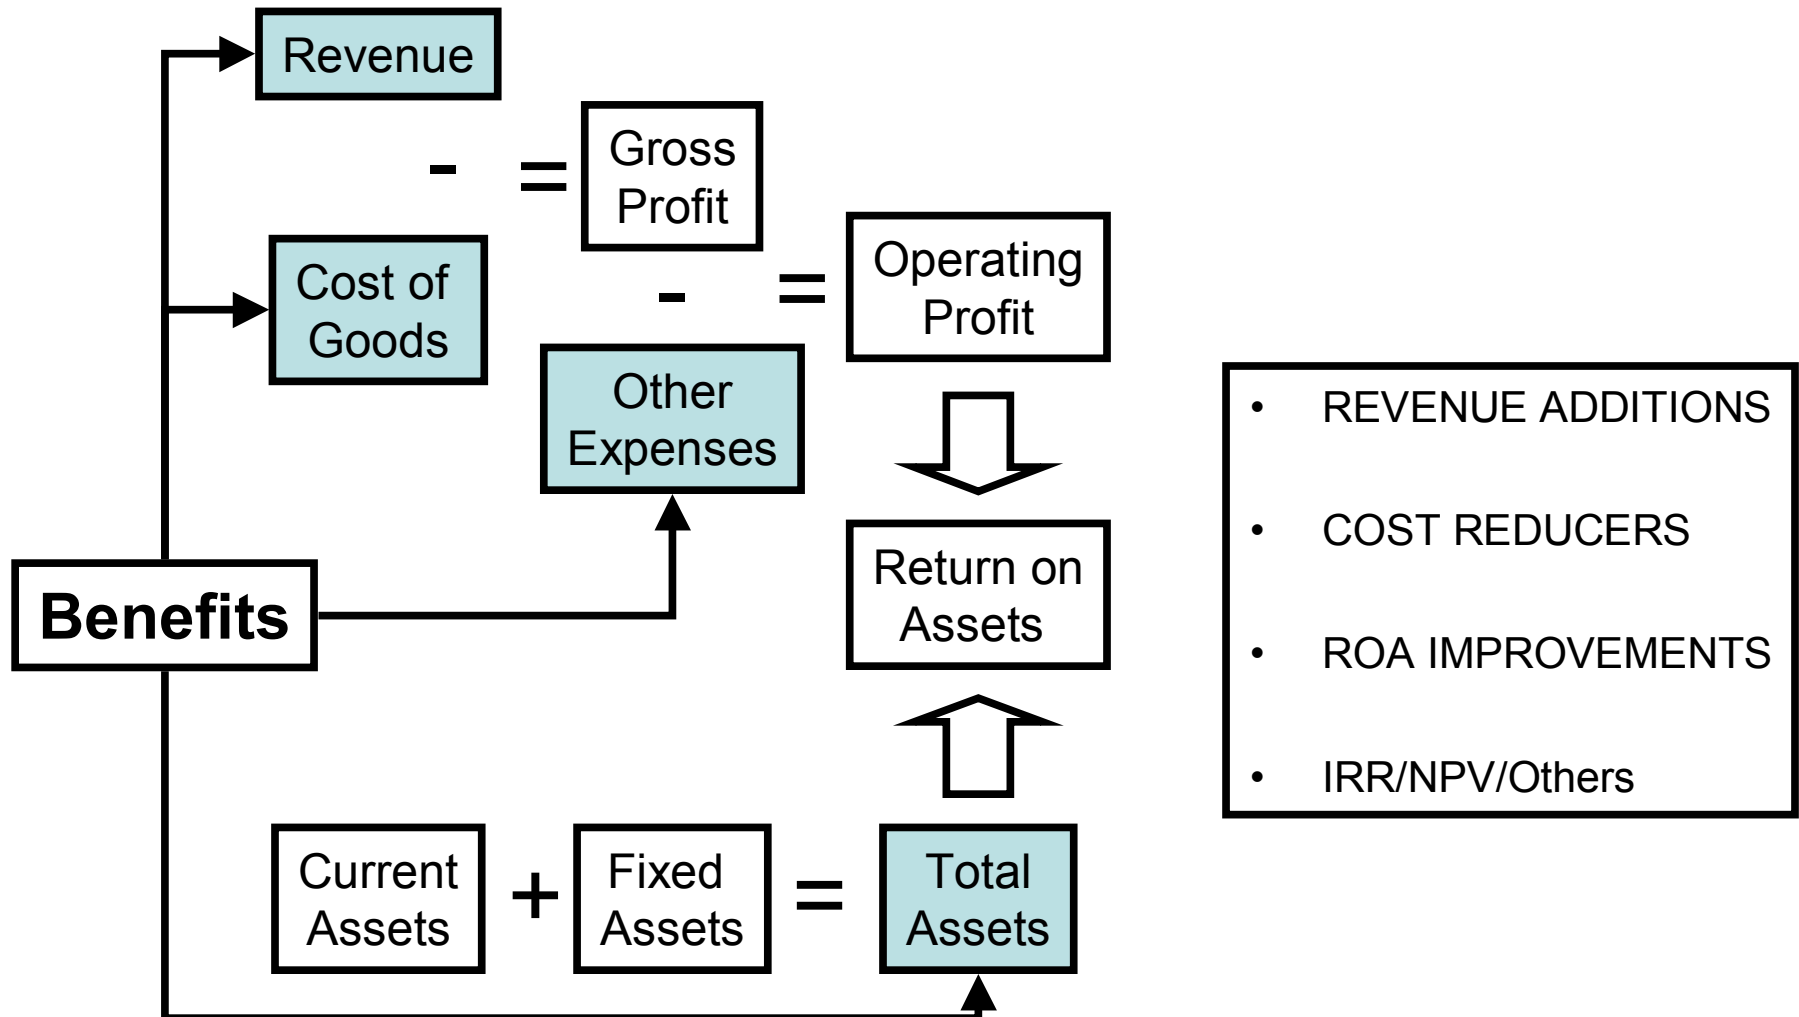 Revenue
-
=
Gross
Profit
Cost of
Goods
-
=
Operating
Profit
Other
Expenses
Benefits
Return on
Assets
Current
Assets
+
Fixed
Assets
=
Total
Assets
• REVENUE ADDITIONS
• COST REDUCERS
• ROA IMPROVEMENTS
• IRR/NPV/Others